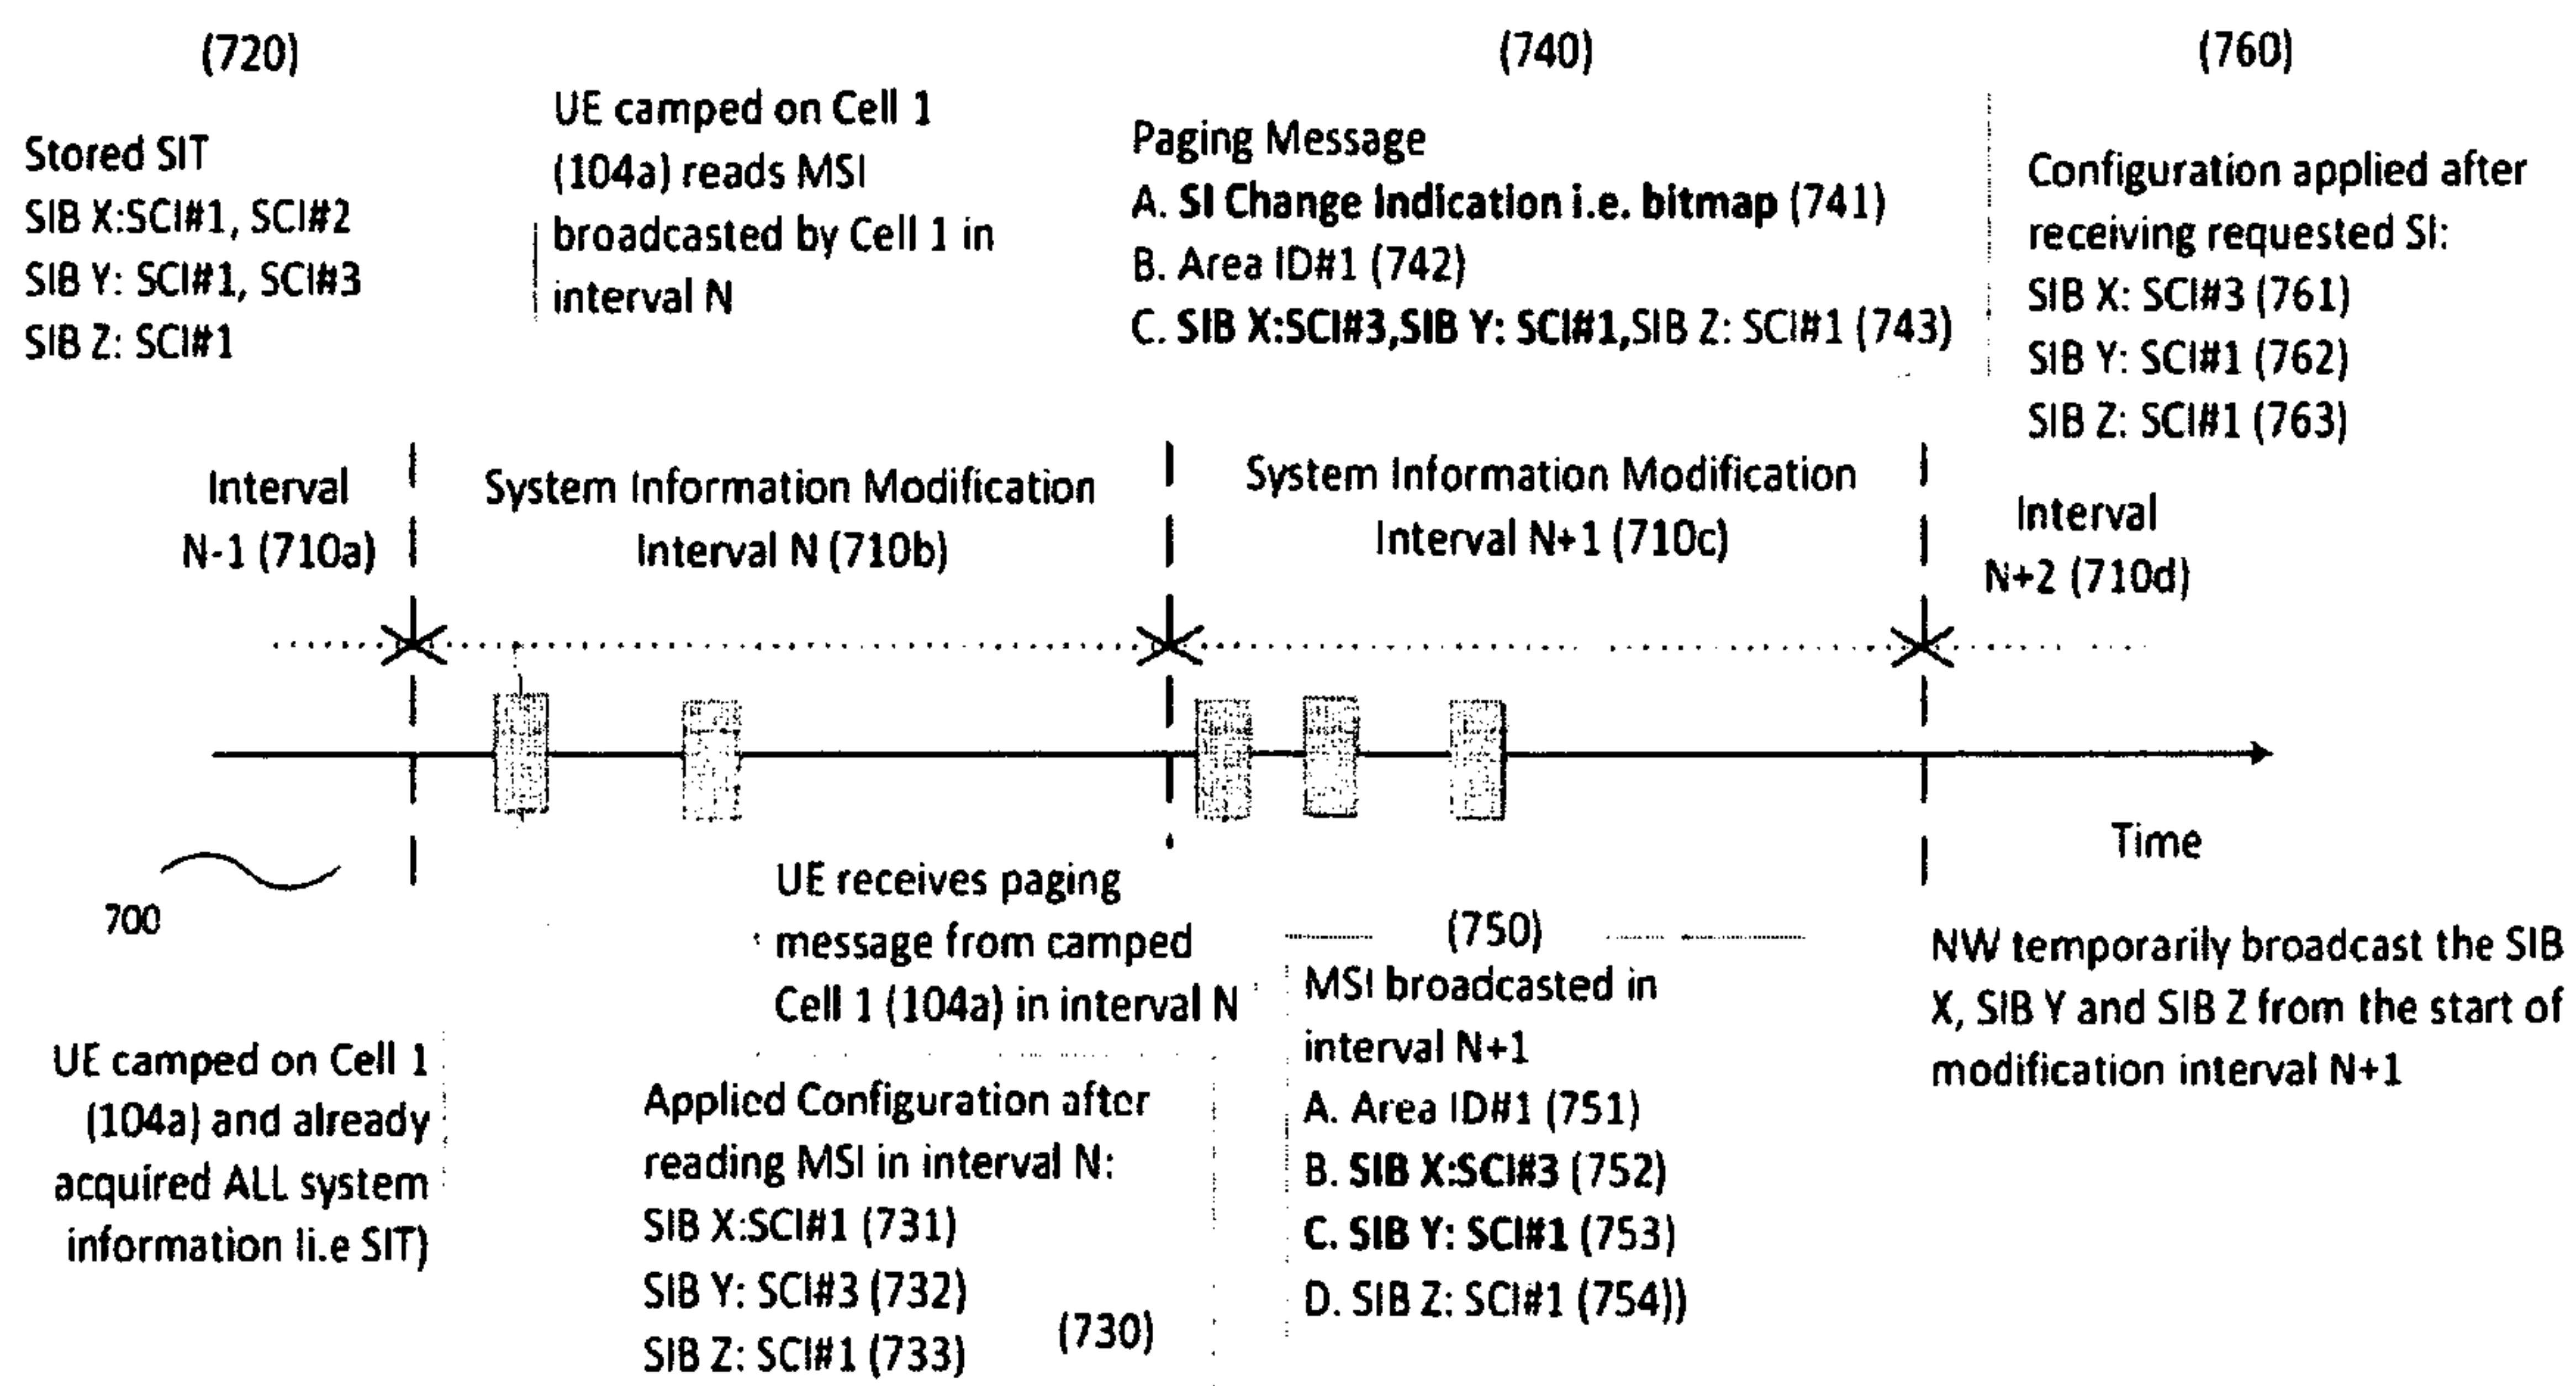 (720)
Stored SIT
SIB X:SCI#1, SCI#2
SIB Y: SCI#1, SCI#3
SIB Z: SCI#1
UE camped on Cell 1
(104a) reads MSI
broadcasted by Cell 1 in
interval N
(740)
Paging Message
A. SI Change Indication i.e. bitmap (741)
B. Area ID#1 (742)
C. SIB X:SCI#3,SIB Y: SCI#1,SIB Z: SCI#1 (743)
(760)
Configuration applied after
receiving requested SI:
SIB X: SCI#3 (761)
SIB Y: SCI#1 (762)
SIB Z: SCI#1 (763)
Interval
N-1 (710a)
System Information Modification
Interval N (710b)
System Information Modification
Interval N+1 (710c)
Interval
N+2 (710d)
Time
700
UE camped on Cell 1
(104a) and already
acquired ALL system
information Ii.e SIT)
UE receives paging
message from camped
Cell 1 (104a) in interval N
Applied Configuration after
reading MSI in interval N:
SIB X:SCI#1 (731)
SIB Y: SCI#3 (732)
SIB Z: SCI#1 (733)
(730)
(750)
MSI broadcasted in
interval N+1
A. Area ID#1 (751)
B. SIB X:SCI#3 (752)
C. SIB Y: SCI#1 (753)
D. SIB Z: SCI#1 (754))
NW temporarily broadcast the SIB
X, SIB Y and SIB Z from the start of
modification interval N+1